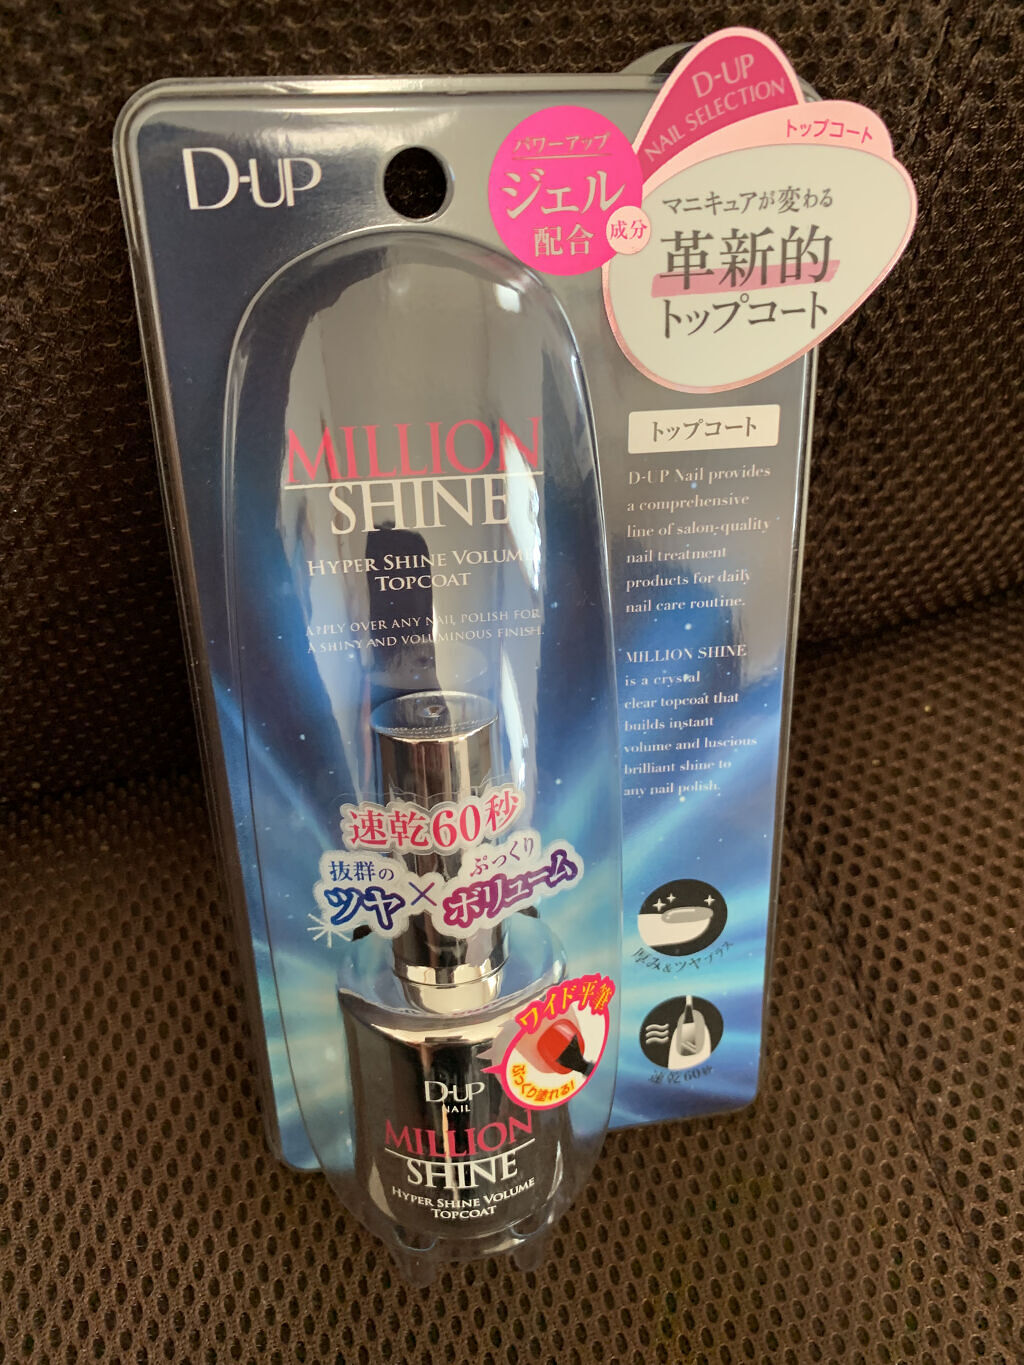 D-UP
パワーアップ
ジェル
成分
配合
D-UP
NAIL SELECTION
トップコート
マニキュアが変わる
革新的
トップコート
トップコート
D-UP Nail provides
a comprehensive
line of salon-quality
nail treatment
products for daily
nail care routine.
MILLION SHINE
is a crystal
clear topcoat that
builds instant
volume and luscious
brilliant shine to
any nail polish.
MILLION
SHINE
HYPER SHINE VOLUME
TOPCOAT
APPLY OVER ANY NAIL POLISH FOR
A SHINY AND VOLUMINOUS FINISH.
速乾60秒
抜群の
ツヤ
×
ぷっくり
ボリューム
ワイド平筆
ぷっくり塗れる!
厚み&ツヤプラス
速乾60秒
D-UP
NAIL
MILLION
SHINE
HYPER SHINE VOLUME
TOPCOAT